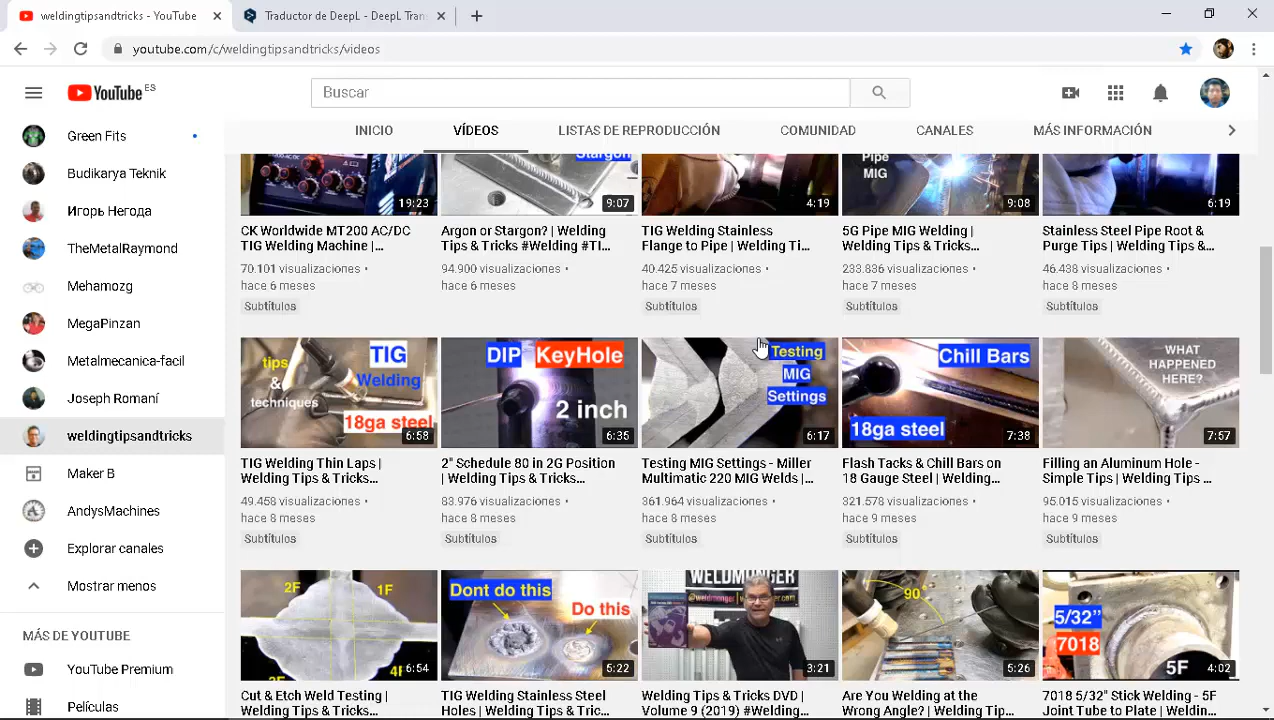 weldingtipsandtricks - YouTube
Traductor de DeepL - DeepL Tran
youtube.com/c/weldingtipsandtricks/videos
YouTube ES
Buscar
INICIO
VÍDEOS
LISTAS DE REPRODUCCIÓN
COMUNIDAD
CANALES
MÁS INFORMACIÓN
Green Fits
Budikarya Teknik
Игорь Негода
TheMetalRaymond
Mehamozg
MegaPinzan
Metalmecanica-facil
Joseph Romaní
weldingtipsandtricks
Maker B
AndysMachines
Explorar canales
Mostrar menos
MÁS DE YOUTUBE
YouTube Premium
Películas
19:23
CK Worldwide MT200 AC/DC
TIG Welding Machine |...
70.101 visualizaciones •
hace 6 meses
Subtítulos
Stargon
9:07
Argon or Stargon? | Welding
Tips & Tricks #Welding #TI...
94.900 visualizaciones •
hace 6 meses
4:19
TIG Welding Stainless
Flange to Pipe | Welding Ti...
40.425 visualizaciones •
hace 7 meses
Subtítulos
Pipe
MIG
9:08
5G Pipe MIG Welding |
Welding Tips & Tricks...
233.836 visualizaciones •
hace 7 meses
Subtítulos
6:19
Stainless Steel Pipe Root &
Purge Tips | Welding Tips &...
46.438 visualizaciones •
hace 8 meses
Subtítulos
tips
&
techniques
TIG
Welding
18ga steel
6:58
TIG Welding Thin Laps |
Welding Tips & Tricks...
49.458 visualizaciones •
hace 8 meses
Subtítulos
DIP KeyHole
2 inch
6:35
2" Schedule 80 in 2G Position
| Welding Tips & Tricks...
83.976 visualizaciones •
hace 8 meses
Subtítulos
Testing
MIG
Settings
6:17
Testing MIG Settings - Miller
Multimatic 220 MIG Welds |...
361.964 visualizaciones •
hace 8 meses
Subtítulos
Chill Bars
18ga steel
7:38
Flash Tacks & Chill Bars on
18 Gauge Steel | Welding...
321.578 visualizaciones •
hace 9 meses
Subtítulos
WHAT
HAPPENED
HERE?
7:57
Filling an Aluminum Hole -
Simple Tips | Welding Tips ...
95.015 visualizaciones •
hace 9 meses
Subtítulos
2F 1F
3F 4F
6:54
Cut & Etch Weld Testing |
Welding Tips & Tricks...
Dont do this
Do this
5:22
TIG Welding Stainless Steel
Holes | Welding Tips & Tric...
WELDMONGER
3:21
Welding Tips & Tricks DVD |
Volume 9 (2019) #Welding...
90
5:26
Are You Welding at the
Wrong Angle? | Welding Tip...
5/32"
7018
5F
4:02
7018 5/32" Stick Welding - 5F
Joint Tube to Plate | Weldin...